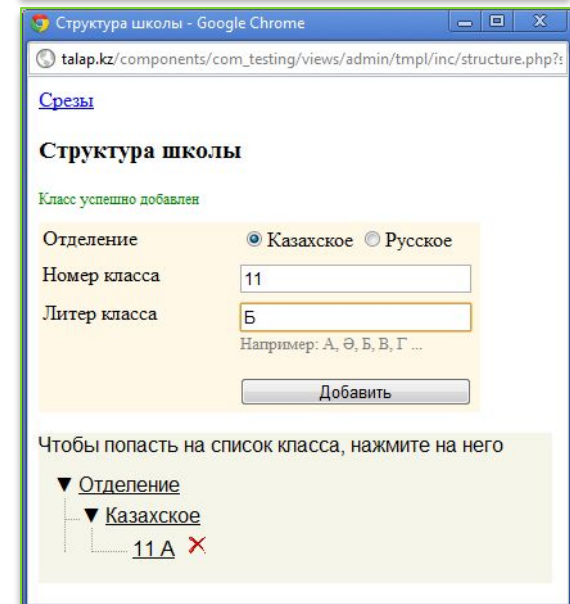 Структура школы - Google Chrome
talap.kz/components/com_testing/views/admin/tmpl/inc/structure.php?s
Срезы
Структура школы
Класс успешно добавлен
Отделение Казахское Русское
Номер класса 11
Литер класса Б
Например: А, Ә, Б, В, Г ...
Добавить
Чтобы попасть на список класса, нажмите на него
▼ Отделение
▼ Казахское
11 А